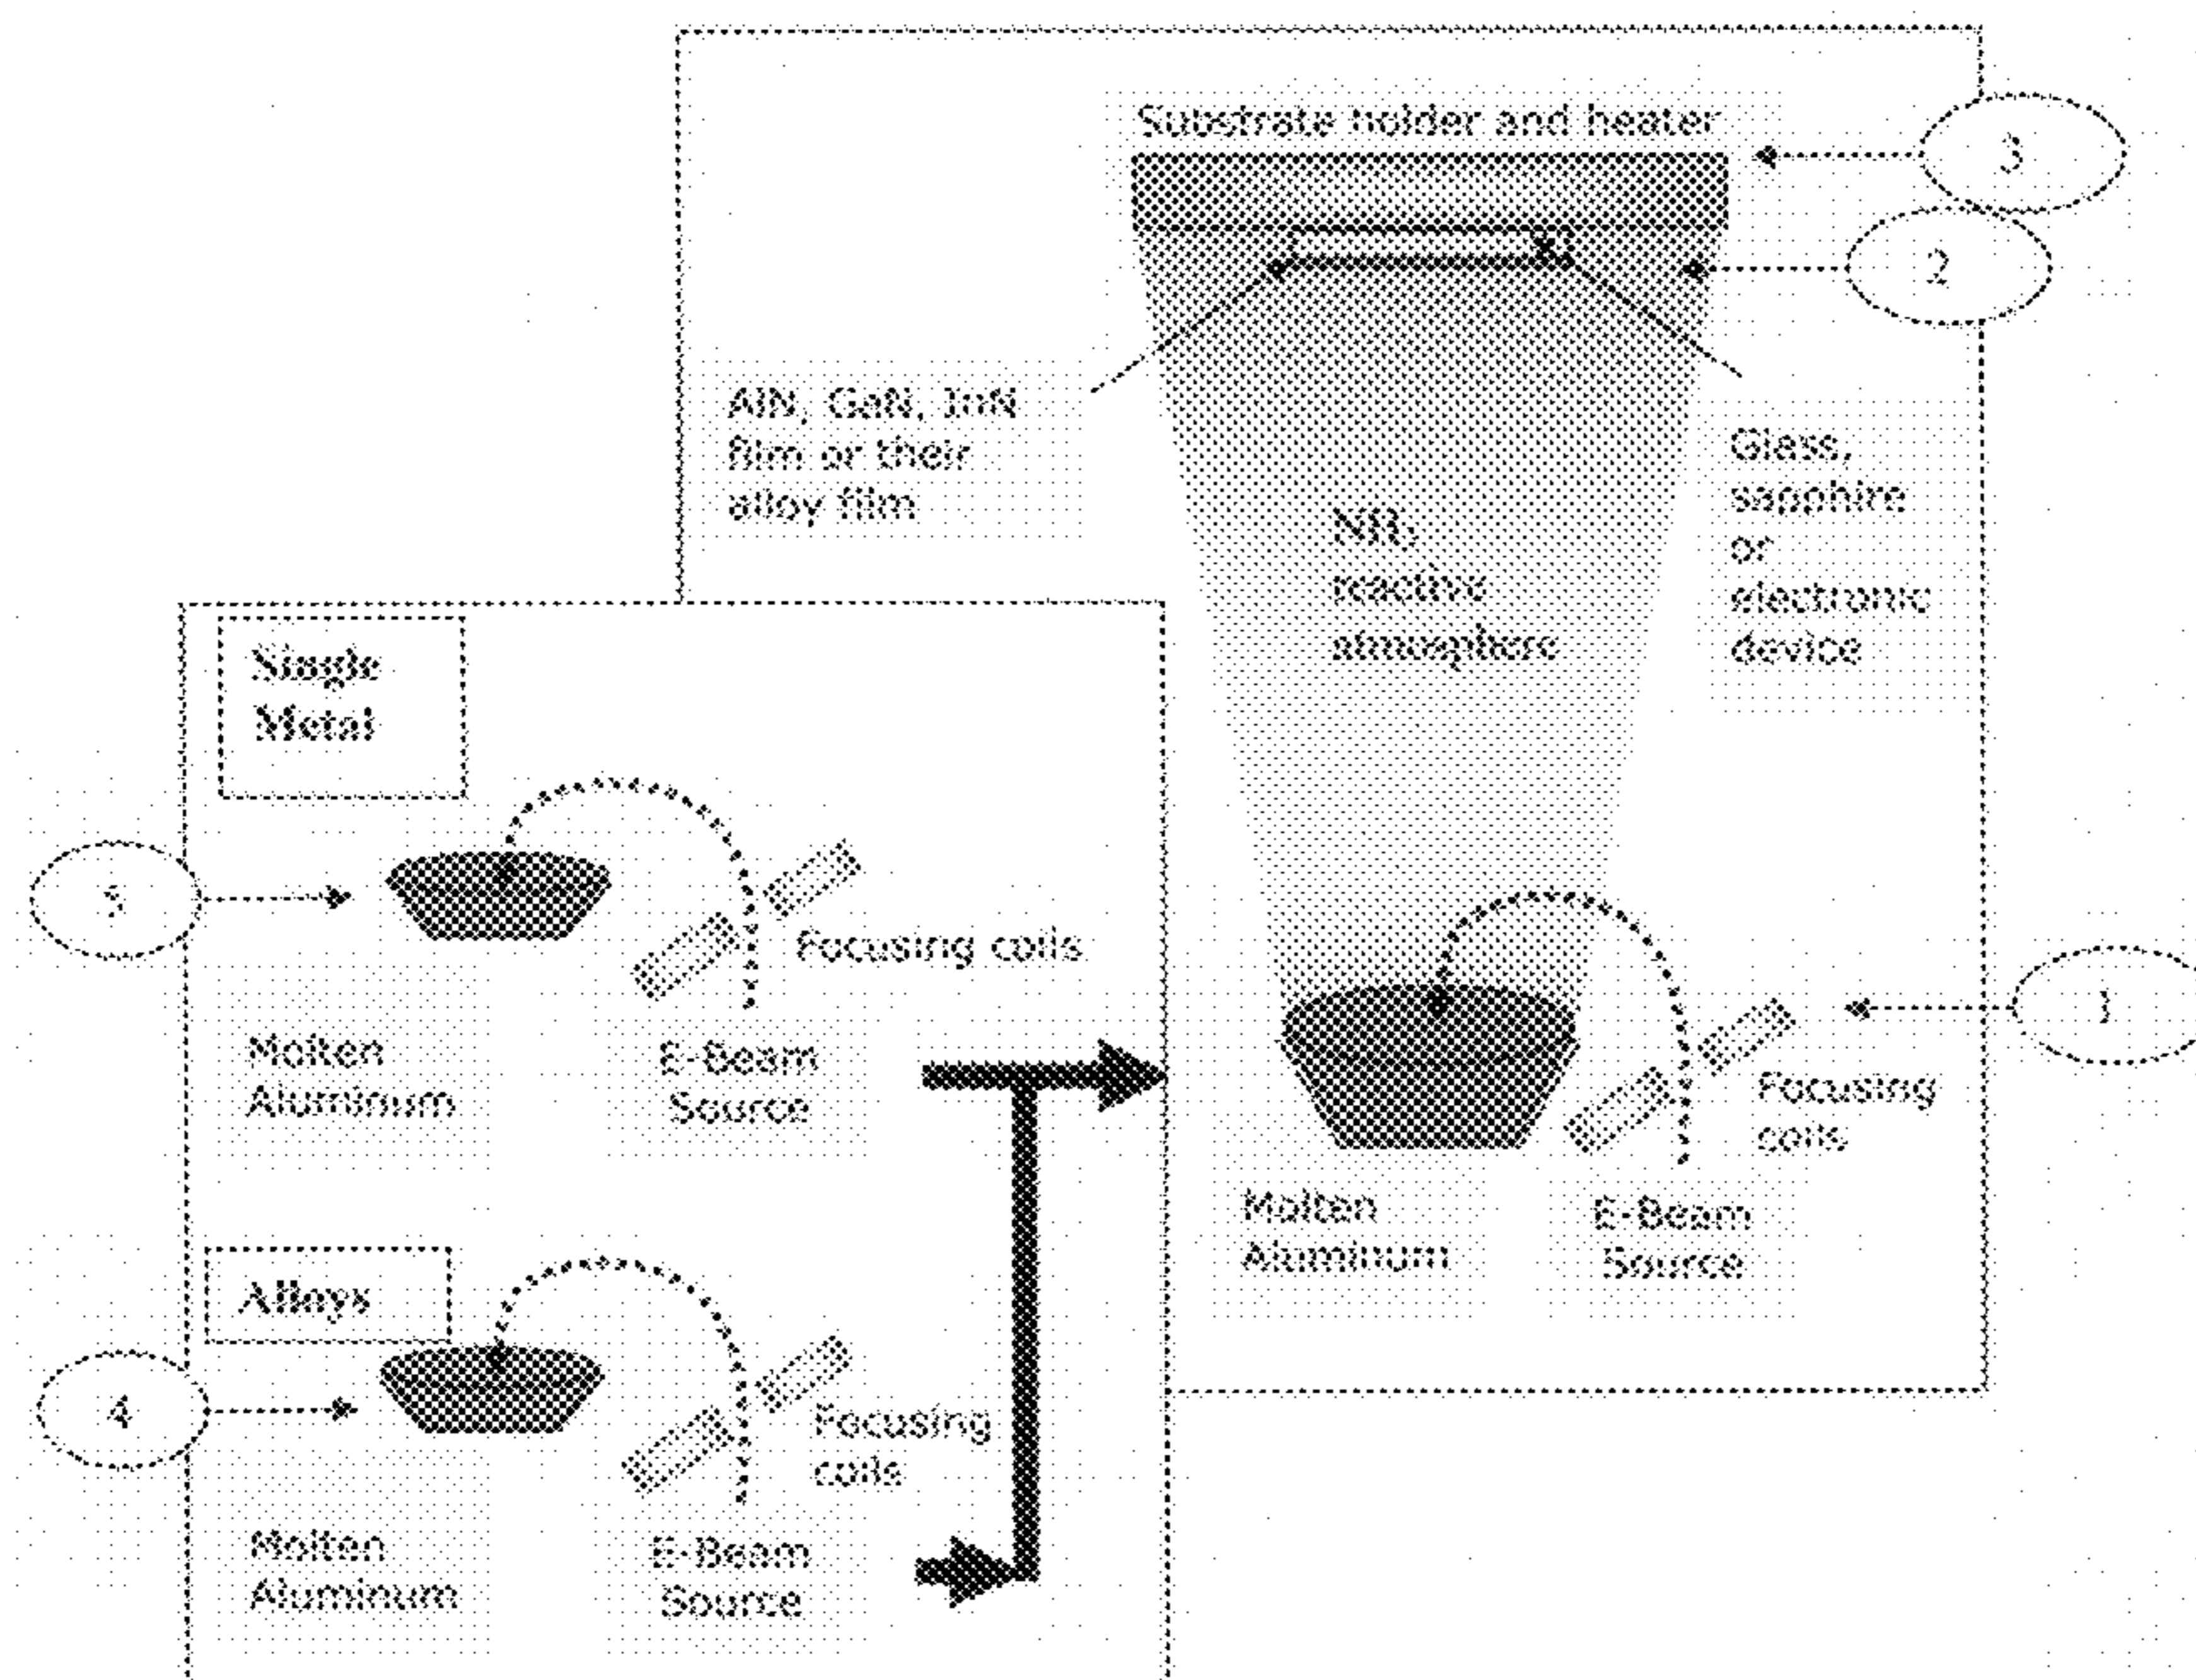 Substrate holder and heater
3
2
AlN, GaN, InN
film or their
alloy film
Glass,
sapphire
or
electronic
device
NH3
reactive
atmosphere
Single
Metal
5
Focusing coils
Molten
Aluminum
E-Beam
Source
1
Focusing
coils
Molten
Aluminum
E-Beam
Source
Alloys
4
Focusing
coils
Molten
Aluminum
E-Beam
Source